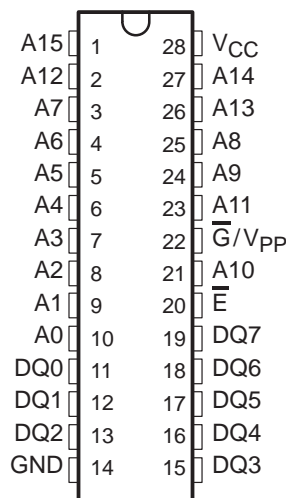 A15 1 28 VCC
A12 2 27 A14
A7 3 26 A13
A6 4 25 A8
A5 5 24 A9
A4 6 23 A11
A3 7 22 G̅/VPP
A2 8 21 A10
A1 9 20 E̅
A0 10 19 DQ7
DQ0 11 18 DQ6
DQ1 12 17 DQ5
DQ2 13 16 DQ4
GND 14 15 DQ3